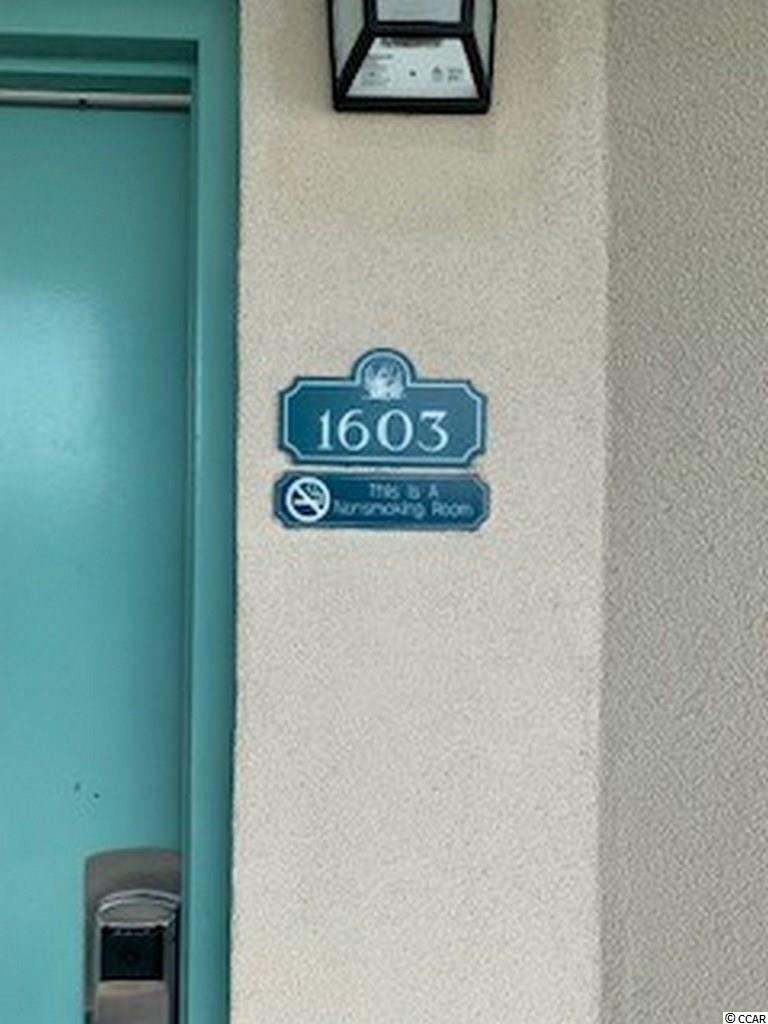 1603
This Is A
Nonsmoking Room
© CCAR